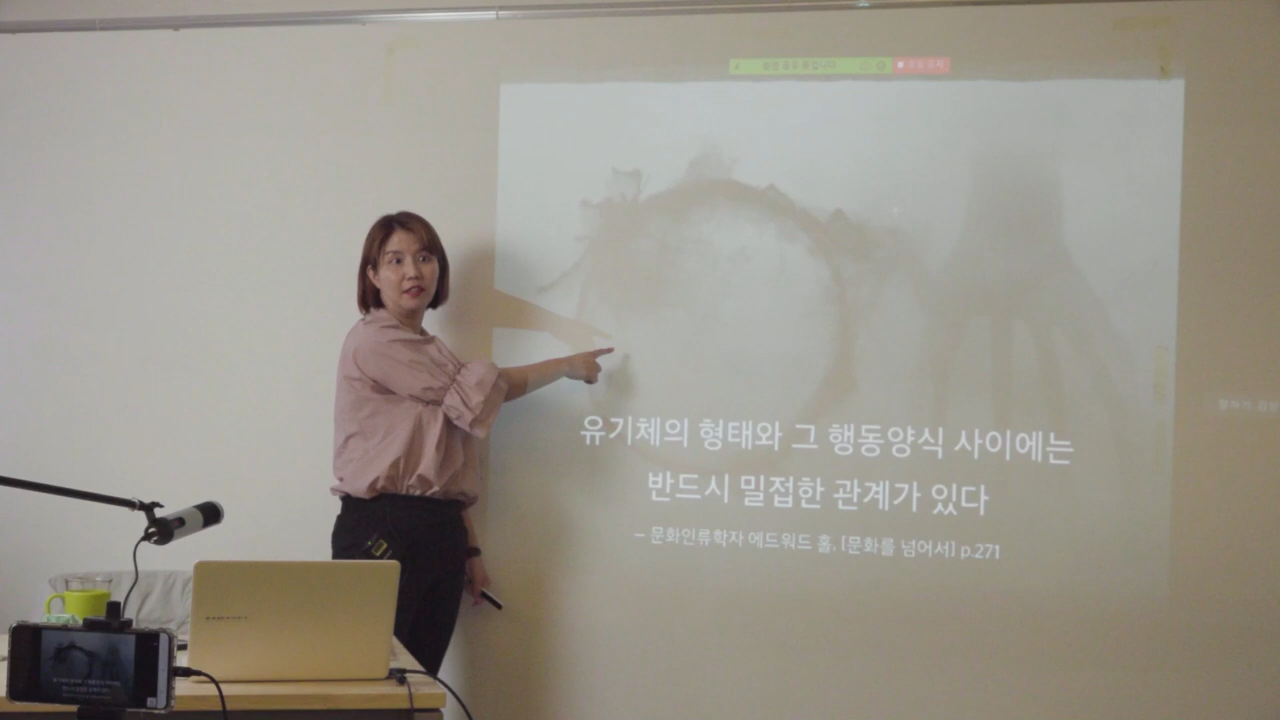 유기체의 형태와 그 행동양식 사이에는
반드시 밀접한 관계가 있다
– 문화인류학자 에드워드 홀, [문화를 넘어서] p.271